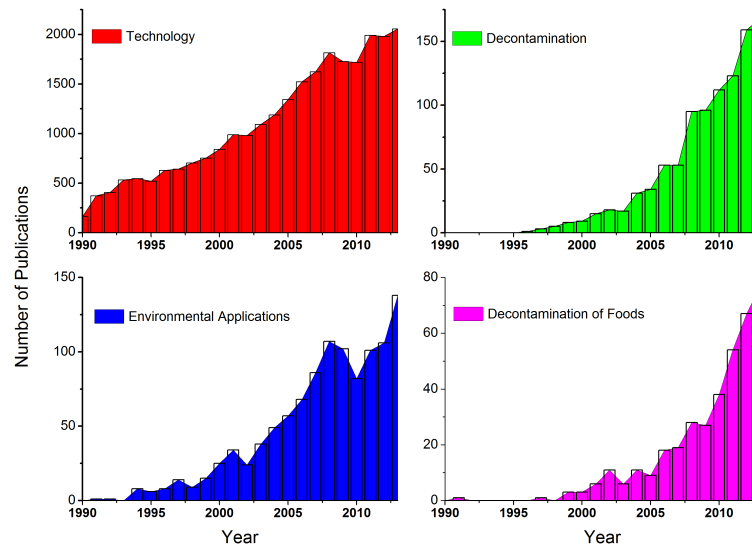 Number of Publications
Technology
2000
1500
1000
500
0
1990 1995 2000 2005 2010
Decontamination
150
100
50
0
1990 1995 2000 2005 2010
Environmental Applications
150
100
50
0
1990 1995 2000 2005 2010
Year
Decontamination of Foods
80
60
40
20
0
1990 1995 2000 2005 2010
Year